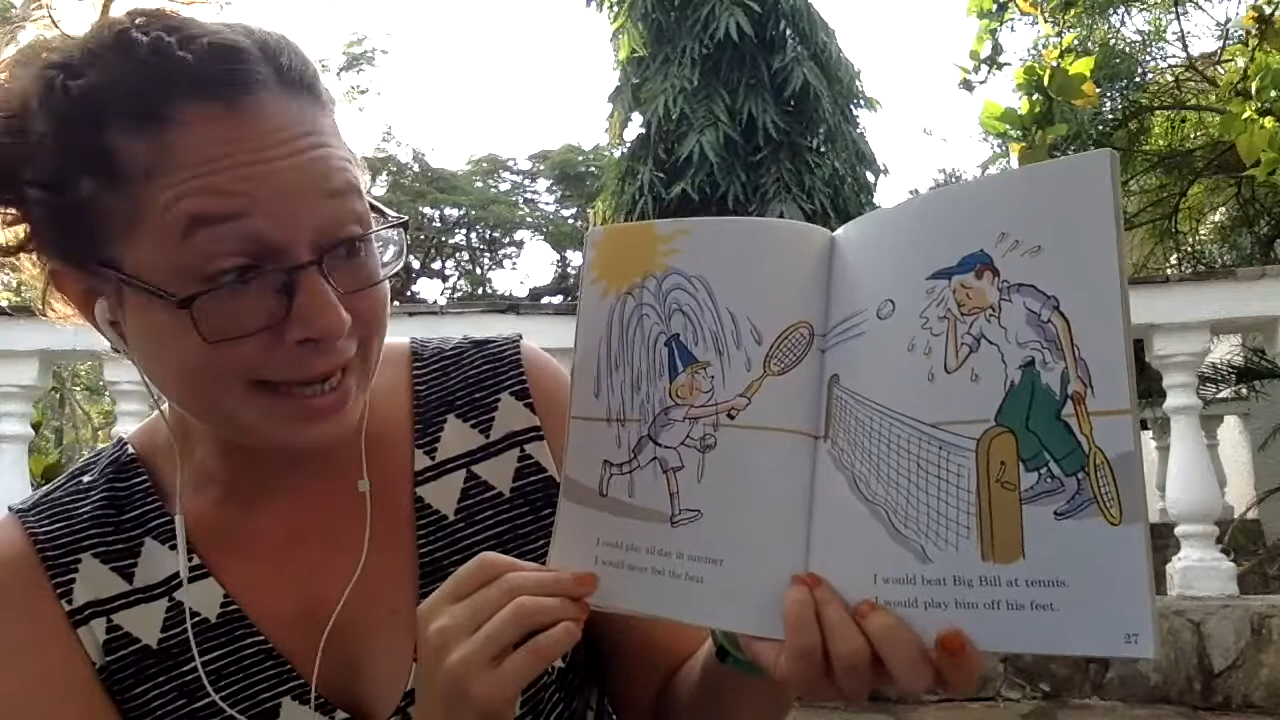 I could play all day in summer
I would never feel the heat
I would beat Big Bill at tennis.
I would play him off his feet.
27